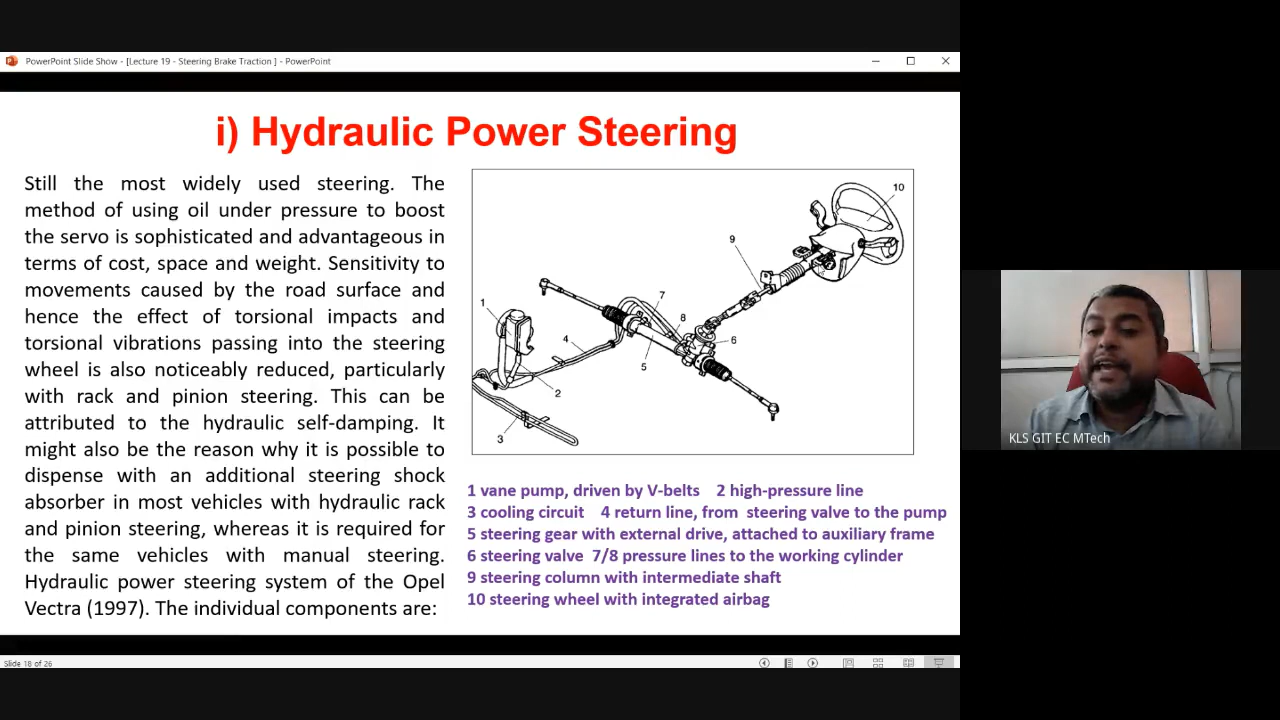 PowerPoint Slide Show - [Lecture 19 - Steering Brake Traction ] - PowerPoint
i) Hydraulic Power Steering
Still the most widely used steering. The
method of using oil under pressure to boost
the servo is sophisticated and advantageous in
terms of cost, space and weight. Sensitivity to
movements caused by the road surface and
hence the effect of torsional impacts and
torsional vibrations passing into the steering
wheel is also noticeably reduced, particularly
with rack and pinion steering. This can be
attributed to the hydraulic self-damping. It
might also be the reason why it is possible to
dispense with an additional steering shock
absorber in most vehicles with hydraulic rack
and pinion steering, whereas it is required for
the same vehicles with manual steering.
Hydraulic power steering system of the Opel
Vectra (1997). The individual components are:
10
9
1
7
8
4
6
5
2
3
1 vane pump, driven by V-belts 2 high-pressure line
3 cooling circuit 4 return line, from steering valve to the pump
5 steering gear with external drive, attached to auxiliary frame
6 steering valve 7/8 pressure lines to the working cylinder
9 steering column with intermediate shaft
10 steering wheel with integrated airbag
KLS GIT EC MTech
Slide 18 of 26